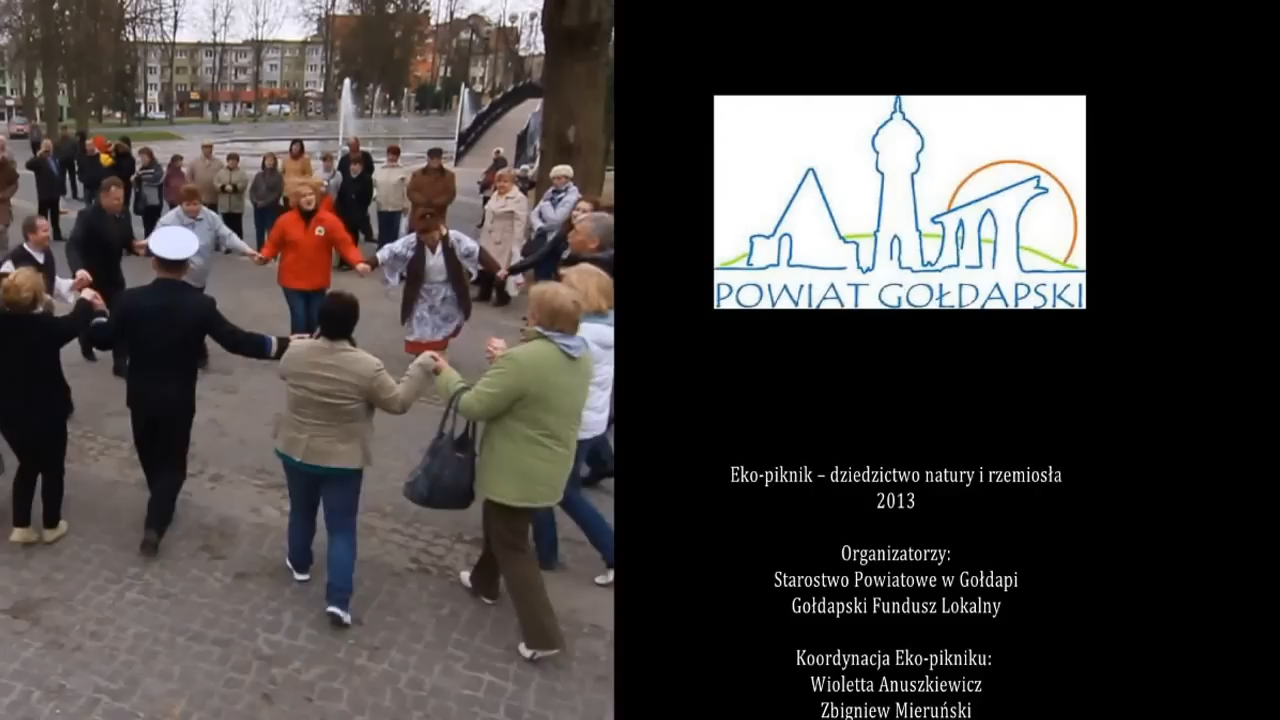 POWIAT GOŁDAPSKI
Eko-piknik – dziedzictwo natury i rzemiosła
2013
Organizatorzy:
Starostwo Powiatowe w Gołdapi
Gołdapski Fundusz Lokalny
Koordynacja Eko-pikniku:
Wioletta Anuszkiewicz
Zbigniew Mieruński